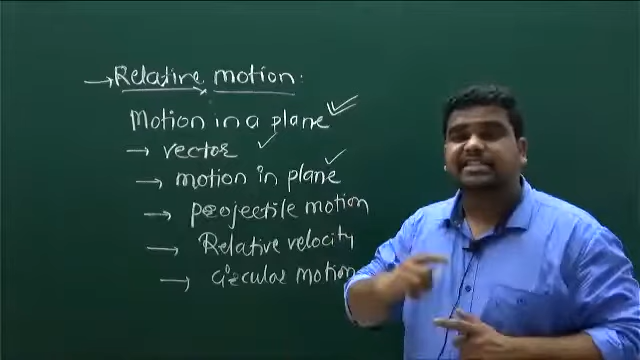 → Relative motion:
Motion in a plane ✓
→ vector ✓
→ motion in plane ✓
→ projectile motion
→ Relative velocity
→ circular motion